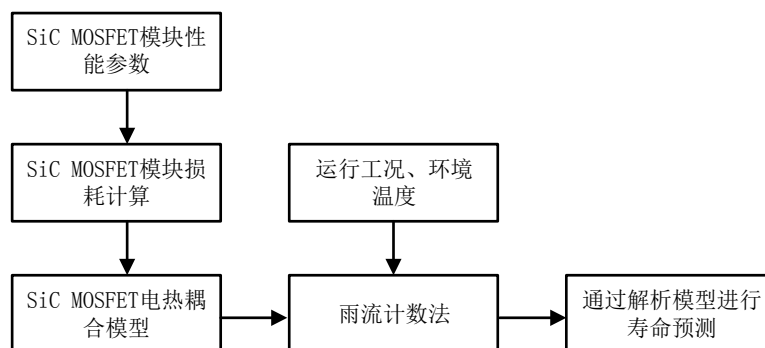 SiC MOSFET模块性
能参数
SiC MOSFET模块损
耗计算
运行工况、环境
温度
SiC MOSFET电热耦
合模型
雨流计数法
通过解析模型进行
寿命预测